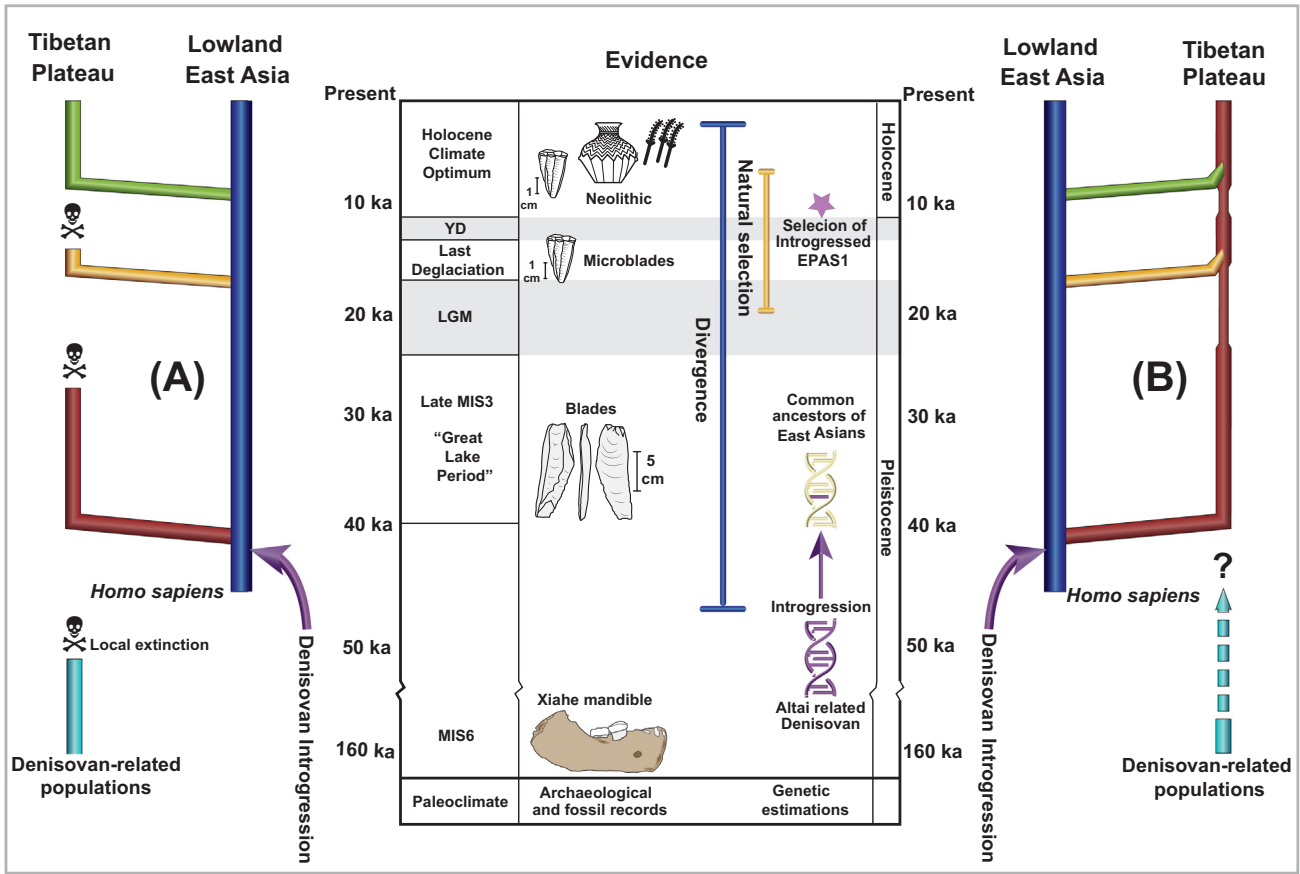 Tibetan
Plateau
Lowland
East Asia
(A)
Homo sapiens
Local extinction
Denisovan-related
populations
Denisovan Introgression
Evidence
Present
10 ka
20 ka
30 ka
40 ka
50 ka
160 ka
Holocene
Climate
Optimum
YD
Last
Deglaciation
LGM
Late MIS3
“Great
Lake
Period”
MIS6
Paleoclimate
1
cm
Neolithic
1
cm
Microblades
Blades
5
cm
Xiahe mandible
Archaeological
and fossil records
Divergence
Natural selection
Selecion of
Introgressed
EPAS1
Common
ancestors of
East Asians
Introgression
Altai related
Denisovan
Genetic
estimations
Holocene
Pleistocene
Present
10 ka
20 ka
30 ka
40 ka
50 ka
160 ka
Lowland
East Asia
Tibetan
Plateau
(B)
Homo sapiens
?
Denisovan Introgression
Denisovan-related
populations